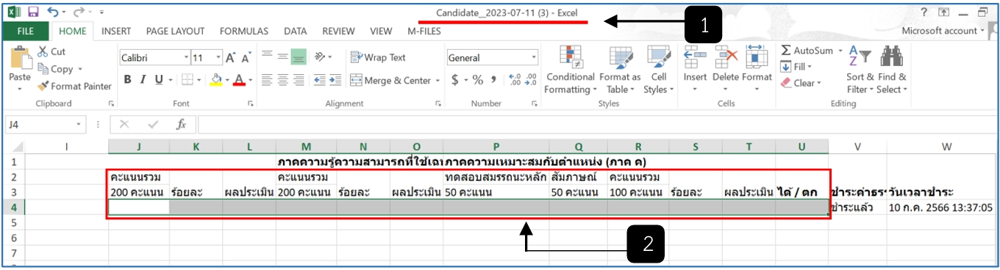 Candidate__2023-07-11 (3) - Excel
1
FILE HOME INSERT PAGE LAYOUT FORMULAS DATA REVIEW VIEW M-FILES Microsoft account
Paste Cut Copy Format Painter Clipboard
Calibri 11 B I U Font
Wrap Text Merge & Center Alignment
General $ % Number
Conditional Formatting Format as Table Cell Styles Styles
Insert Delete Format Cells
AutoSum Fill Clear Sort & Filter Find & Select Editing
J4 fx
I J K L M N O P Q R S T U V W
1 ภาคความรู้ความสามารถที่ใช้เฉ ภาคความเหมาะสมกับตำแหน่ง (ภาค ค)
2 คะแนนรวม คะแนนรวม ทดสอบสมรรถนะหลัก สัมภาษณ์ คะแนนรวม
3 200 คะแนน ร้อยละ ผลประเมิน 200 คะแนน ร้อยละ ผลประเมิน 50 คะแนน 50 คะแนน 100 คะแนน ร้อยละ ผลประเมิน ได้ / ตก ชำระค่าธร วันเวลาชำระ
4 ชำระแล้ว 10 ก.ค. 2566 13:37:05
5
6
7
2